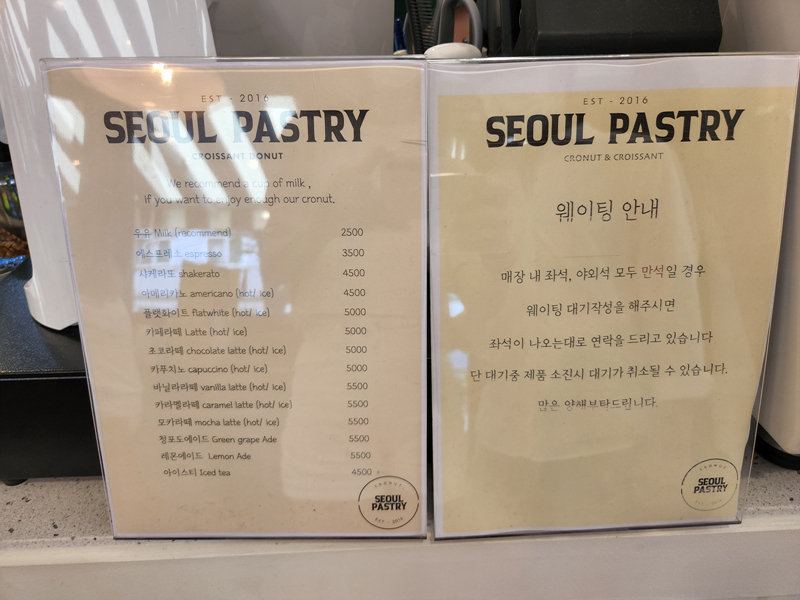 EST - 2016
SEOUL PASTRY
CROISSANT DONUT
We recommend a cup of milk ,
If you want to enjoy enough our cronut.
우유 Milk (recommend) 2500
에스프레소 espresso 3500
샤케라또 shakerato 4500
아메리카노 americano (hot/ ice) 4500
플랫화이트 flatwhite (hot/ ice) 5000
카페라떼 Latte (hot/ ice) 5000
초코라떼 chocolate latte (hot/ ice) 5000
카푸치노 capuccino (hot/ ice) 5000
바닐라라떼 vanilla latte (hot/ ice) 5500
카라멜라떼 caramel latte (hot/ ice) 5500
모카라떼 mocha latte (hot/ ice) 5500
청포도에이드 Green grape Ade 5500
레몬에이드 Lemon Ade 5500
아이스티 Iced tea 4500
CRONUT
SEOUL
PASTRY
EST - 2016
EST - 2016
SEOUL PASTRY
CRONUT & CROISSANT
웨이팅 안내
매장 내 좌석, 야외석 모두 만석일 경우
웨이팅 대기작성을 해주시면
좌석이 나오는대로 연락을 드리고 있습니다
단 대기중 제품 소진시 대기가 취소될 수 있습니다.
많은 양해부탁드립니다.
CRONUT
SEOUL
PASTRY
EST - 2016